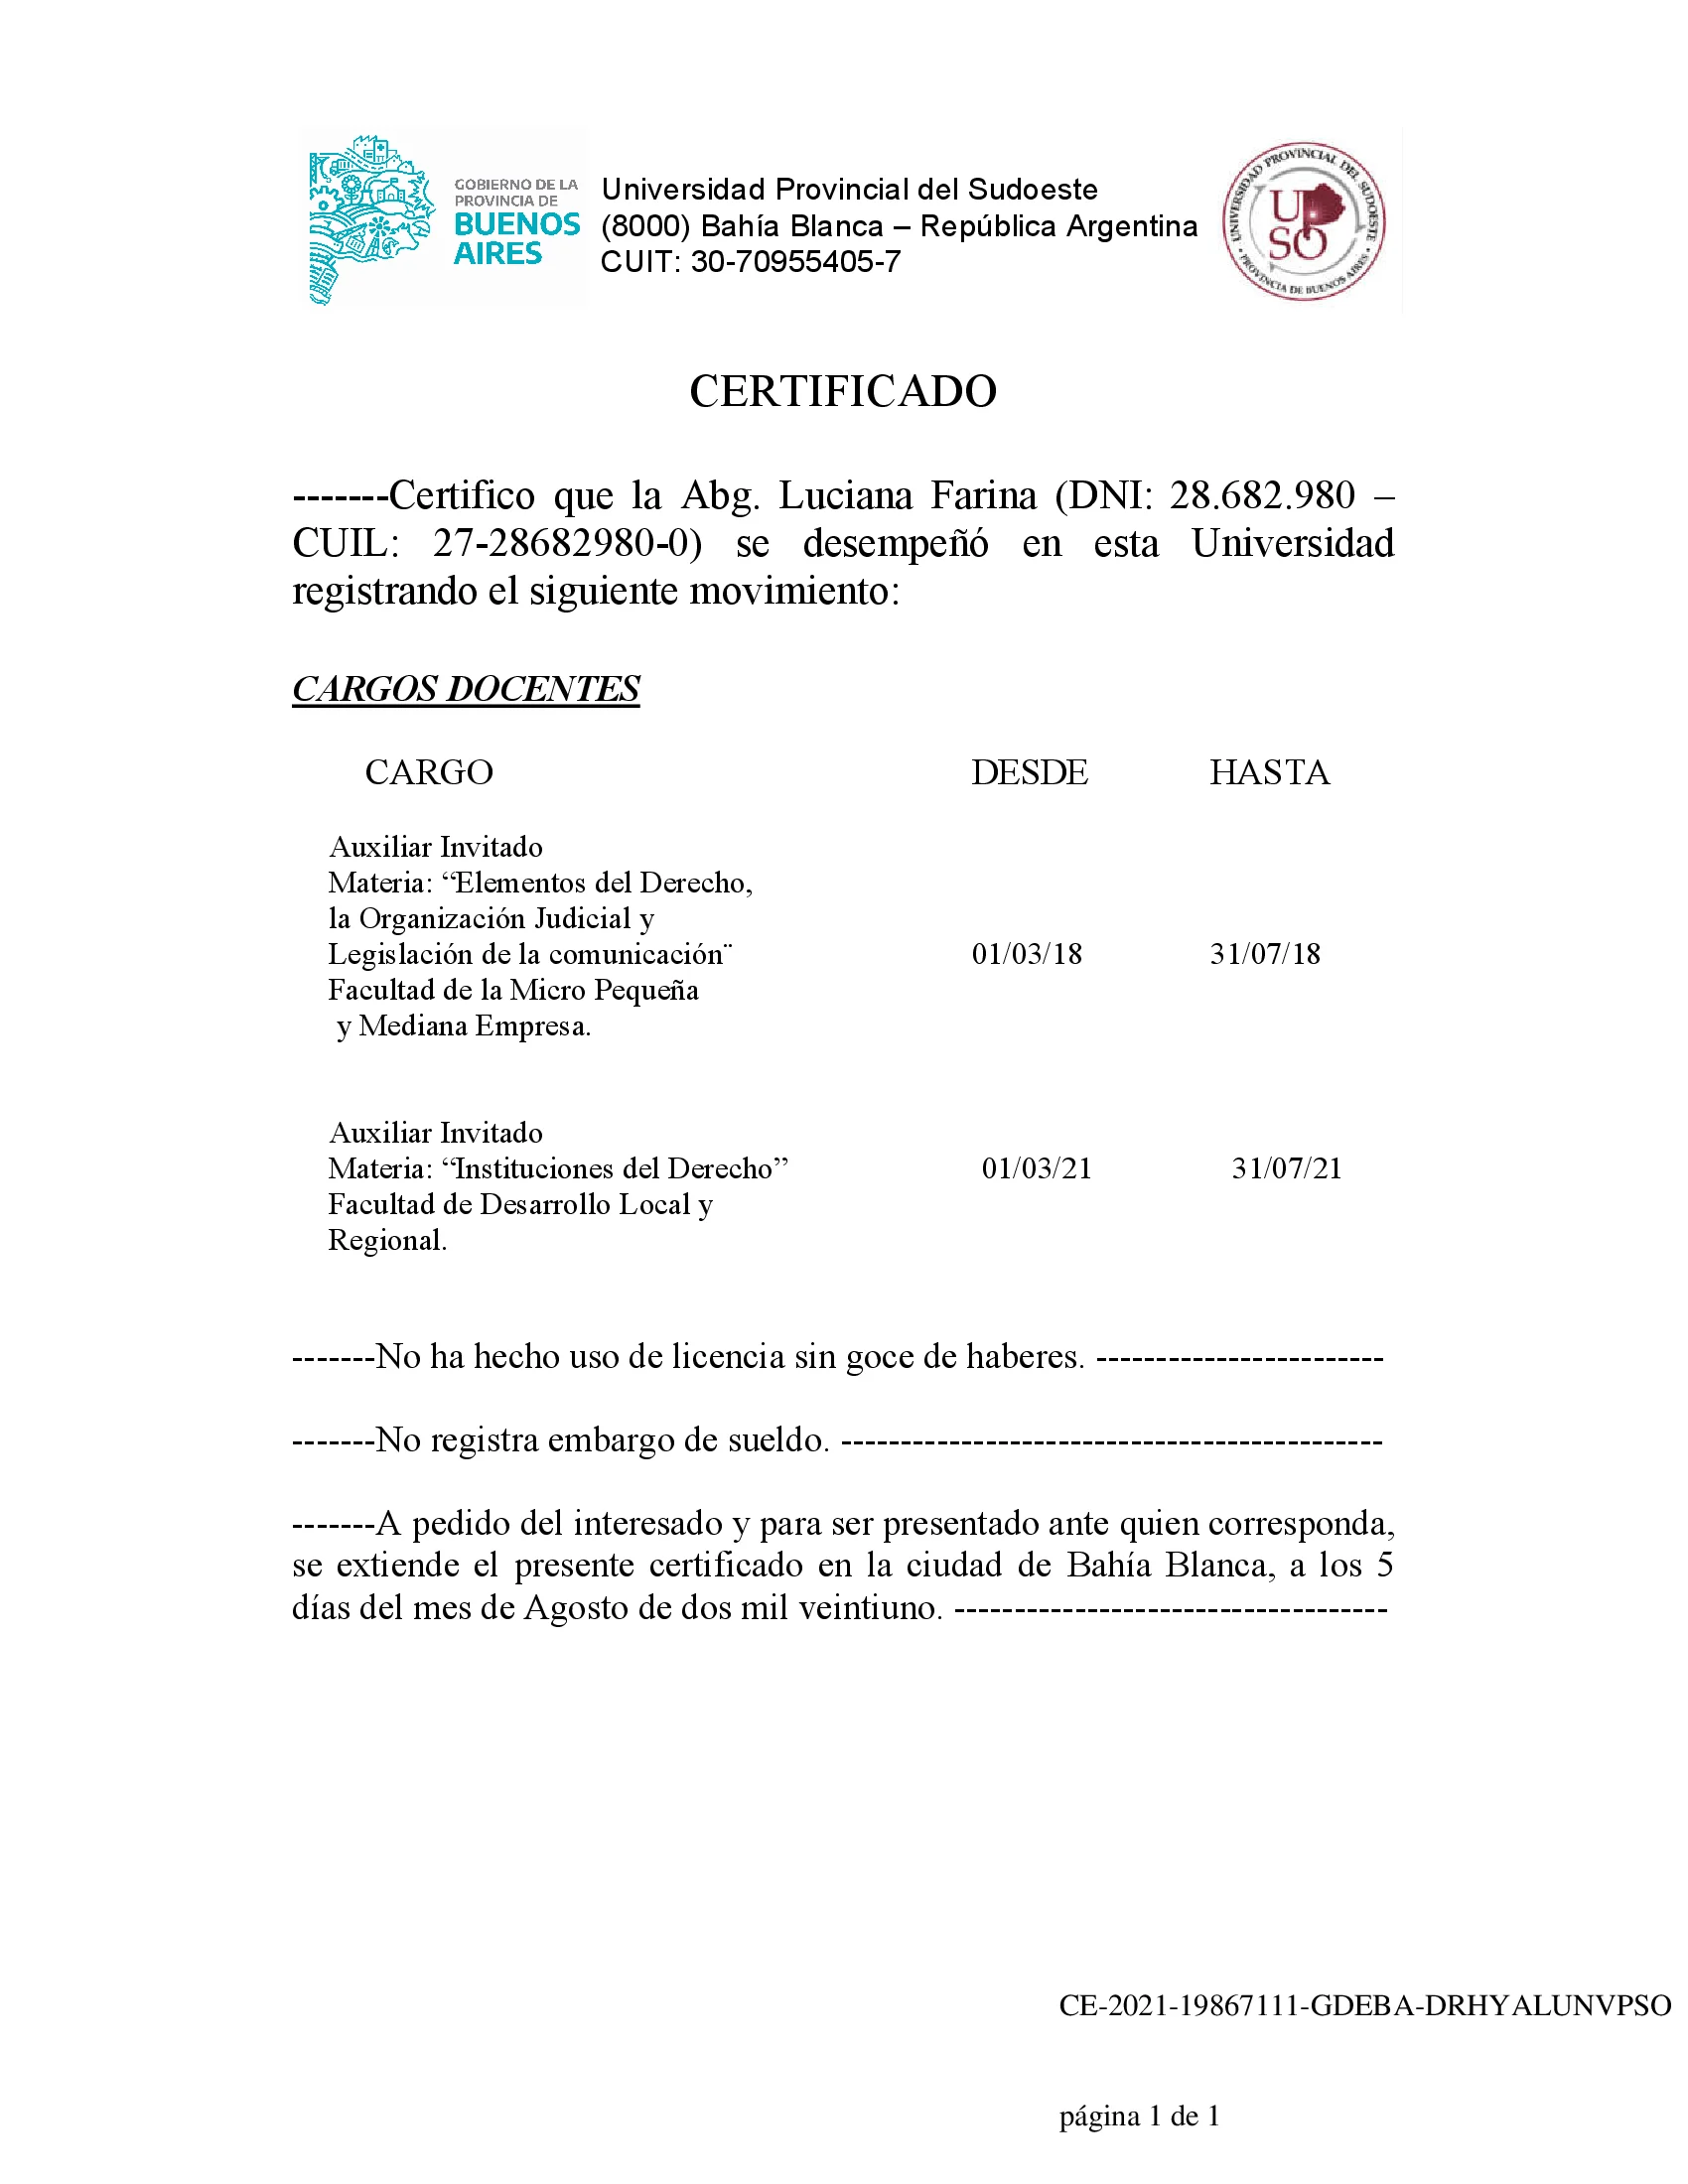 GOBIERNO DE LA
PROVINCIA DE
BUENOS
AIRES
Universidad Provincial del Sudoeste
(8000) Bahía Blanca – República Argentina
CUIT: 30-70955405-7
UNIVERSIDAD PROVINCIAL DEL SUDOESTE
UPSO
• PROVINCIA DE BUENOS AIRES •
CERTIFICADO
-------Certifico que la Abg. Luciana Farina (DNI: 28.682.980 –
CUIL: 27-28682980-0) se desempeñó en esta Universidad
registrando el siguiente movimiento:
CARGOS DOCENTES
CARGO DESDE HASTA
Auxiliar Invitado
Materia: “Elementos del Derecho,
la Organización Judicial y
Legislación de la comunicación¨ 01/03/18 31/07/18
Facultad de la Micro Pequeña
y Mediana Empresa.
Auxiliar Invitado
Materia: “Instituciones del Derecho” 01/03/21 31/07/21
Facultad de Desarrollo Local y
Regional.
-------No ha hecho uso de licencia sin goce de haberes. ------------------------
-------No registra embargo de sueldo. ---------------------------------------------
-------A pedido del interesado y para ser presentado ante quien corresponda,
se extiende el presente certificado en la ciudad de Bahía Blanca, a los 5
días del mes de Agosto de dos mil veintiuno. ------------------------------------
CE-2021-19867111-GDEBA-DRHYALUNVPSO
página 1 de 1